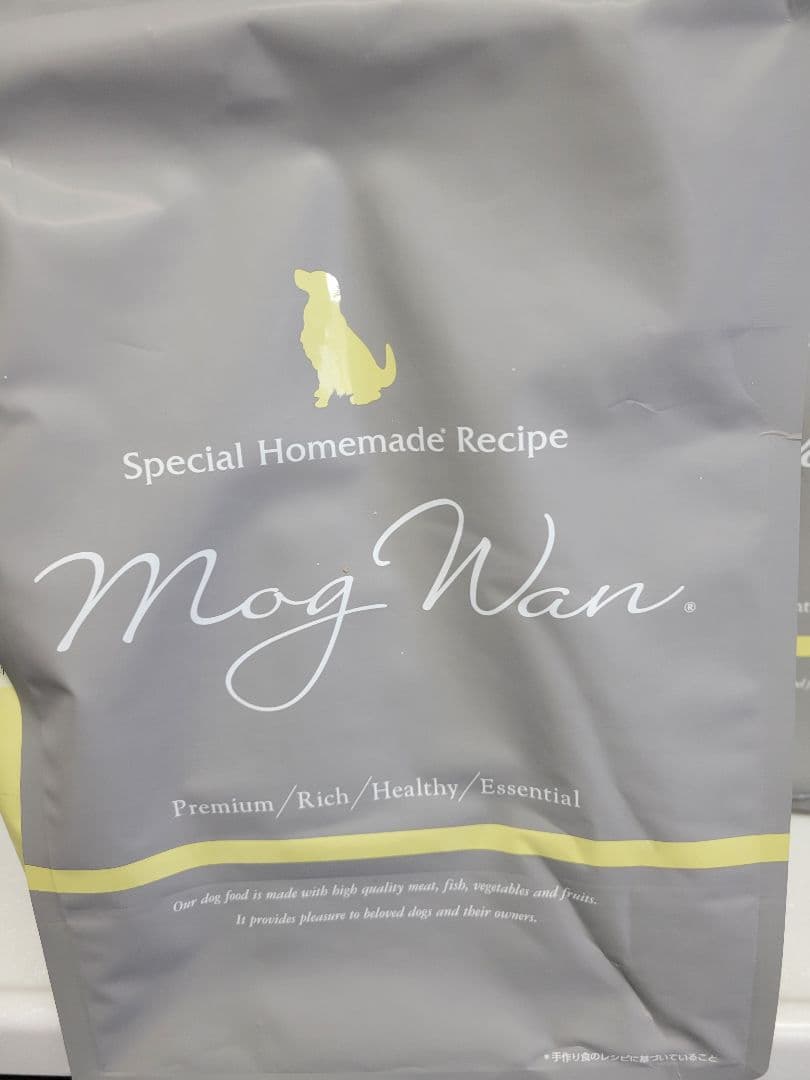 Special Homemade* Recipe
Mog Wan®
Premium/Rich/Healthy/Essential
Our dog food is made with high quality meat, fish, vegetables and fruits.
It provides pleasure to beloved dogs and their owners.
*手作り食のレシピに基づいていること